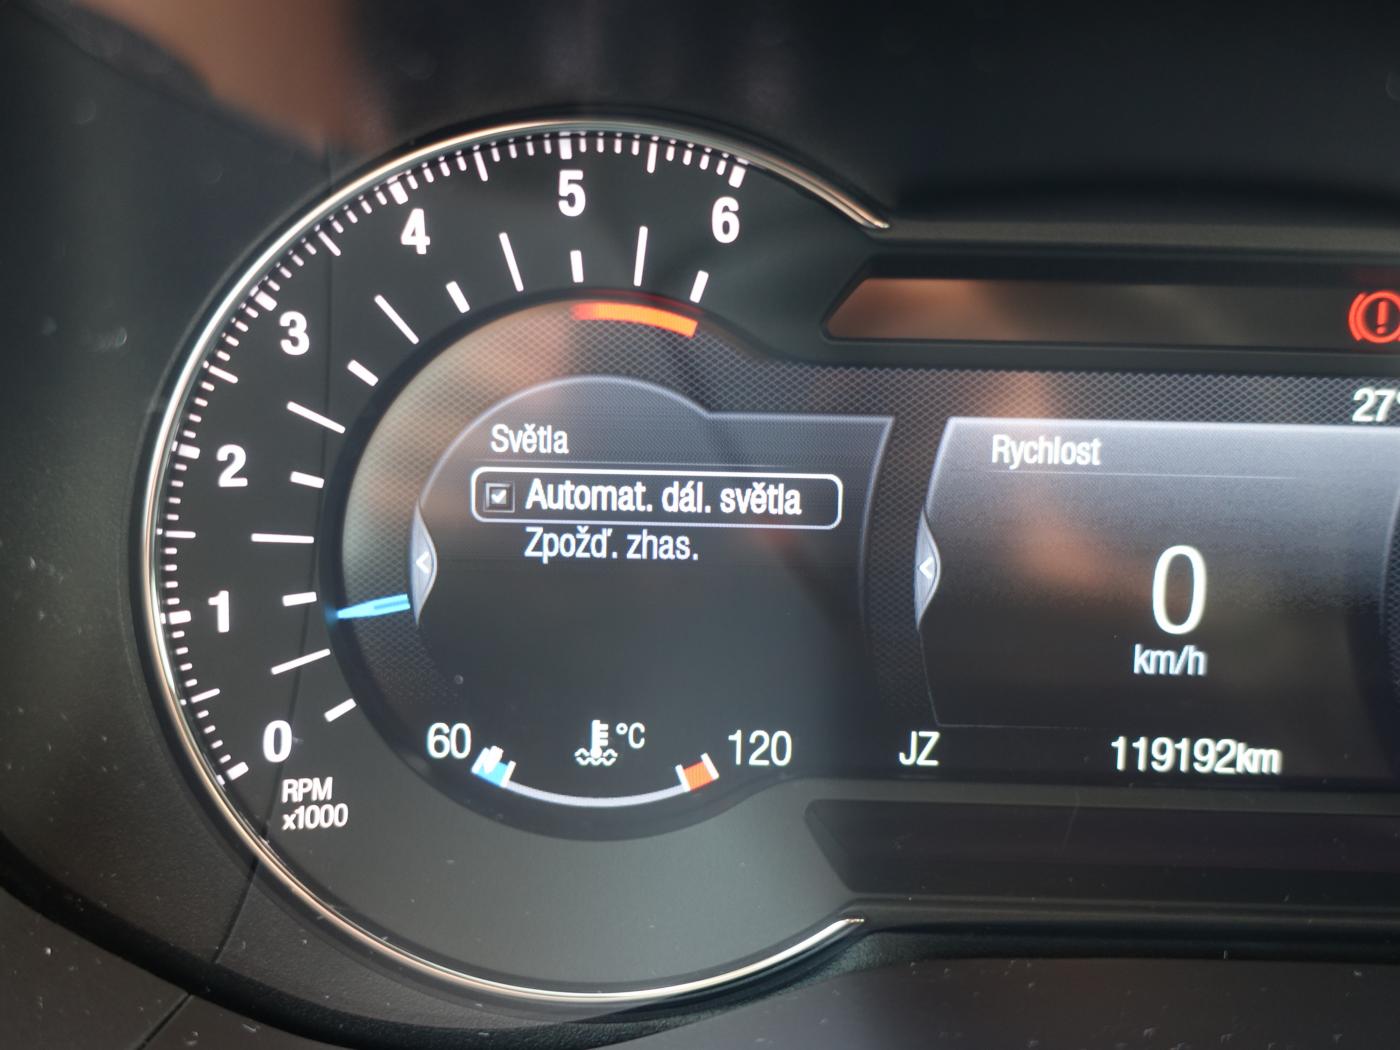 0
1
2
3
4
5
6
RPM
x1000
Světla
Automat. dál. světla
Zpožď. zhas.
60
°C
120
27°
Rychlost
0
km/h
JZ
119192km